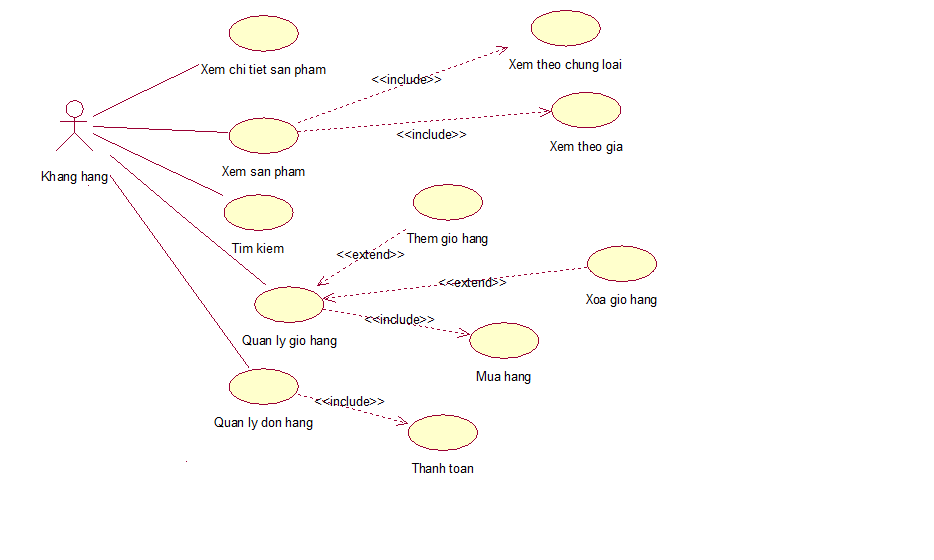 Xem chi tiet san pham
Xem theo chung loai
<<include>>
Xem theo gia
<<include>>
Khang hang
Xem san pham
Tim kiem
Them gio hang
<<extend>>
<<extend>>
Xoa gio hang
Quan ly gio hang
<<include>>
Mua hang
Quan ly don hang
<<include>>
Thanh toan